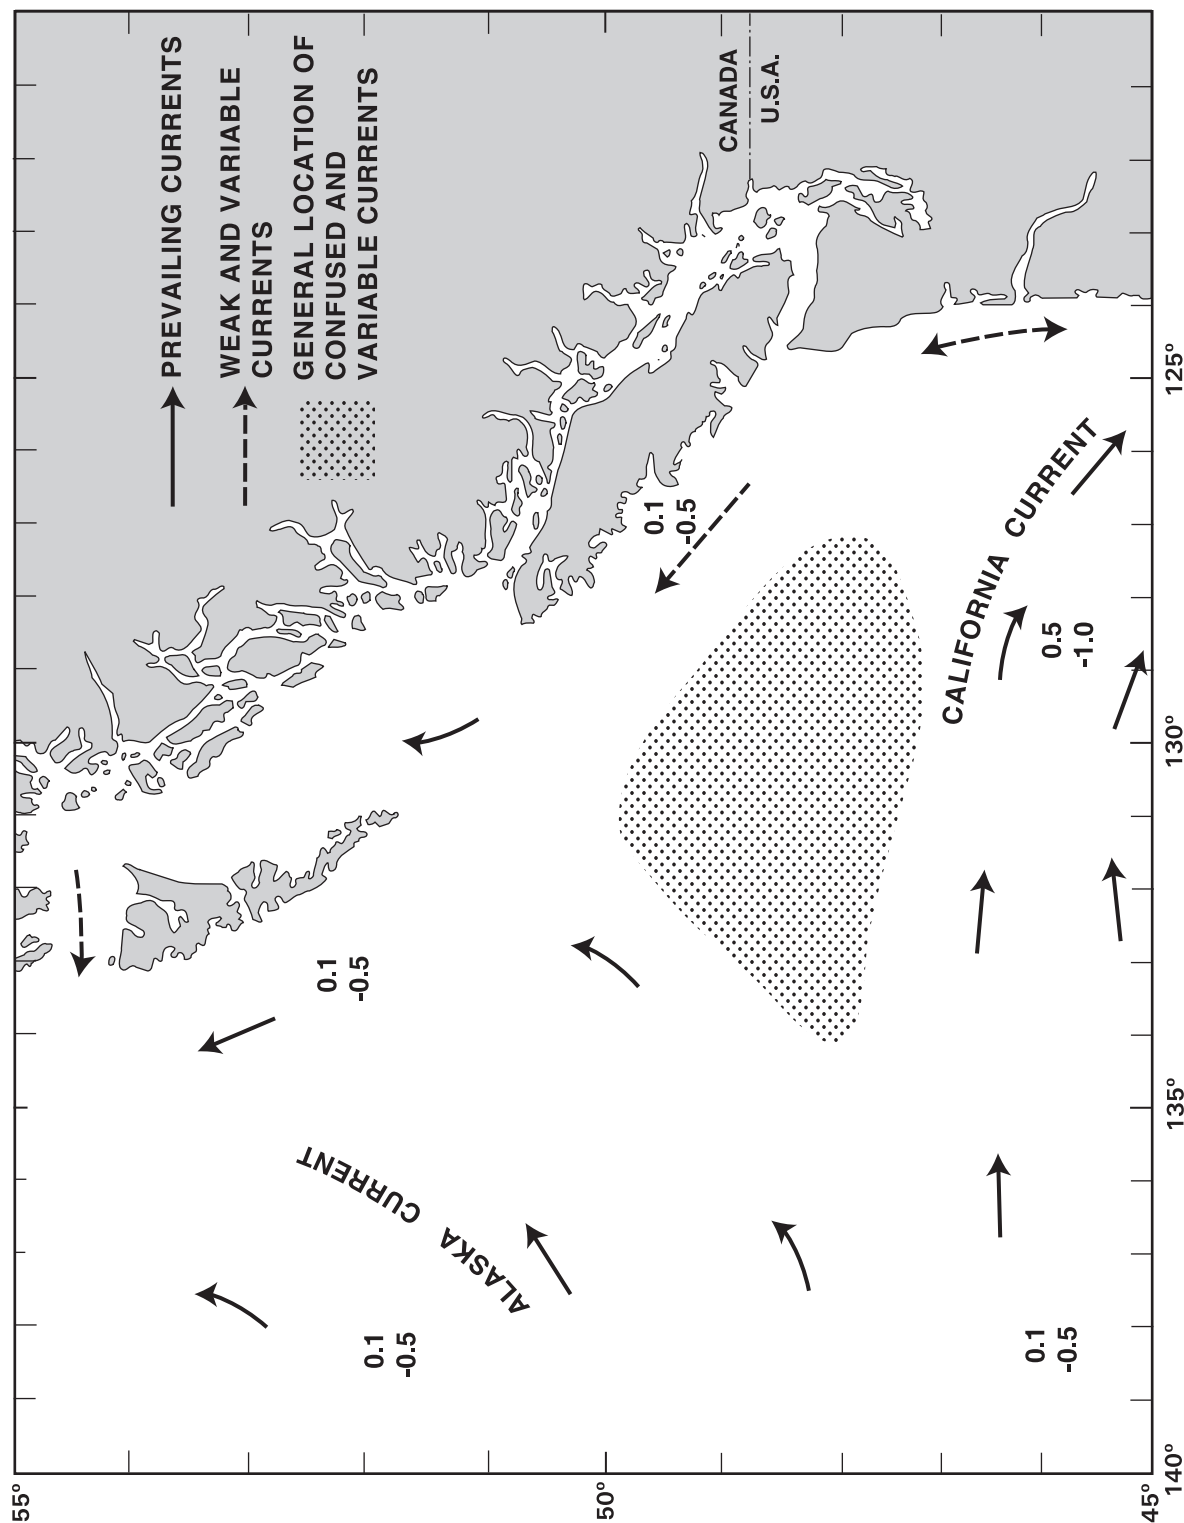 PREVAILING CURRENTS
WEAK AND VARIABLE
CURRENTS
GENERAL LOCATION OF
CONFUSED AND
VARIABLE CURRENTS
CANADA
U.S.A.
0.1
-0.5
0.1
-0.5
ALASKA CURRENT
0.1
-0.5
CALIFORNIA CURRENT
0.5
-1.0
0.1
-0.5
55°
50°
45°
140°
135°
130°
125°